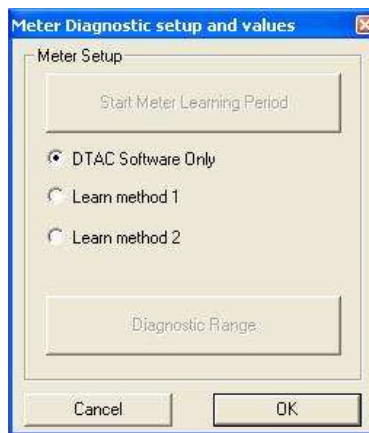 Meter Diagnostic setup and values
Meter Setup
Start Meter Learning Period
DTAC Software Only
Learn method 1
Learn method 2
Diagnostic Range
Cancel OK